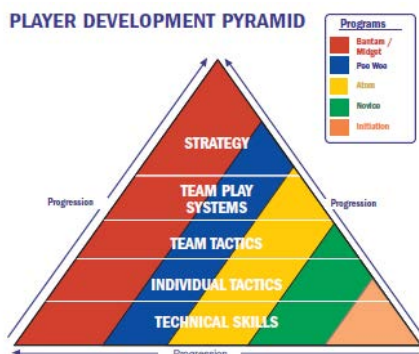 PLAYER DEVELOPMENT PYRAMID
Programs
Bantam /
Midget
Pee Wee
Atom
Novice
Initiation
STRATEGY
TEAM PLAY
SYSTEMS
TEAM TACTICS
INDIVIDUAL TACTICS
TECHNICAL SKILLS
Progression
Progression
Progression